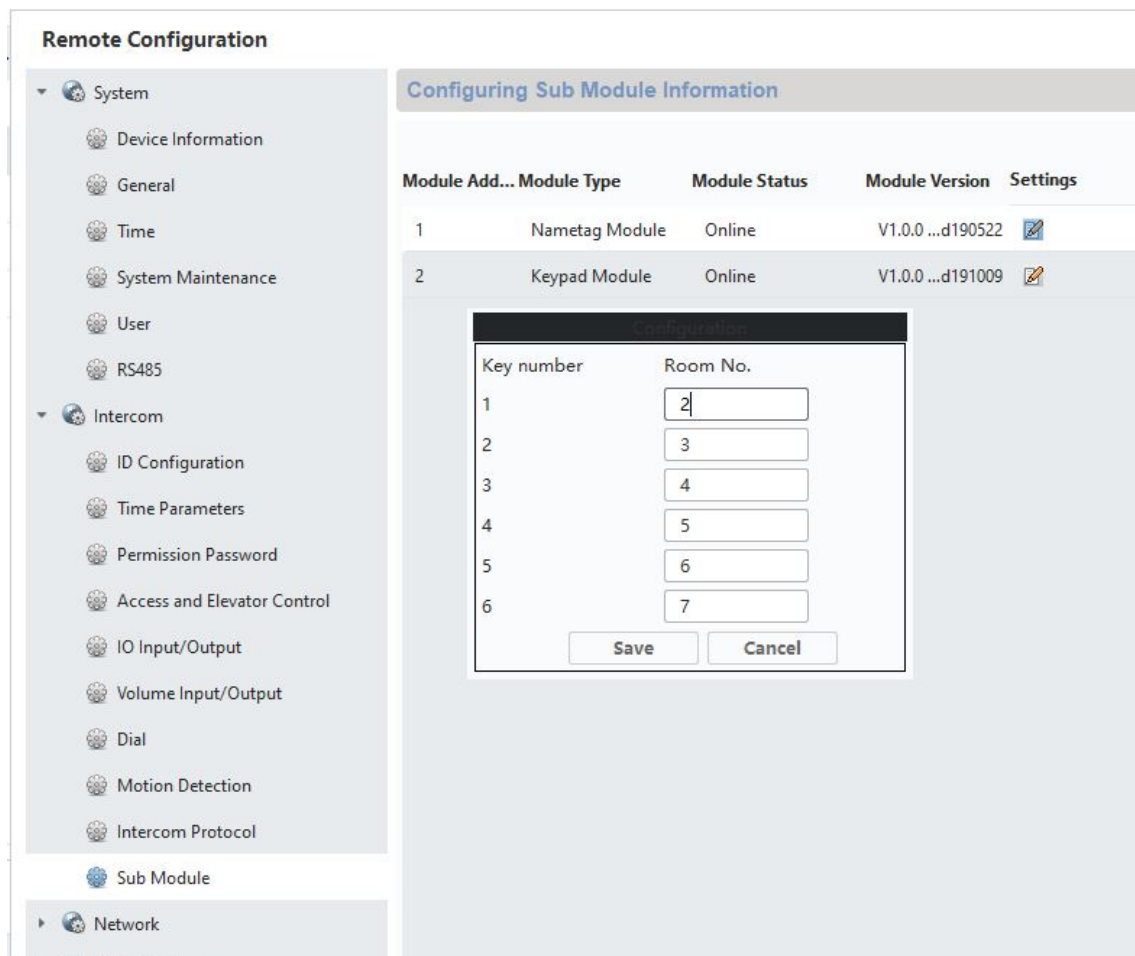 Remote Configuration
System
Device Information
General
Time
System Maintenance
User
RS485
Intercom
ID Configuration
Time Parameters
Permission Password
Access and Elevator Control
IO Input/Output
Volume Input/Output
Dial
Motion Detection
Intercom Protocol
Sub Module
Network
Configuring Sub Module Information
Module Add... Module Type Module Status Module Version Settings
1 Nametag Module Online V1.0.0 ...d190522
2 Keypad Module Online V1.0.0 ...d191009
Configuration
Key number Room No.
1 2
2 3
3 4
4 5
5 6
6 7
Save Cancel